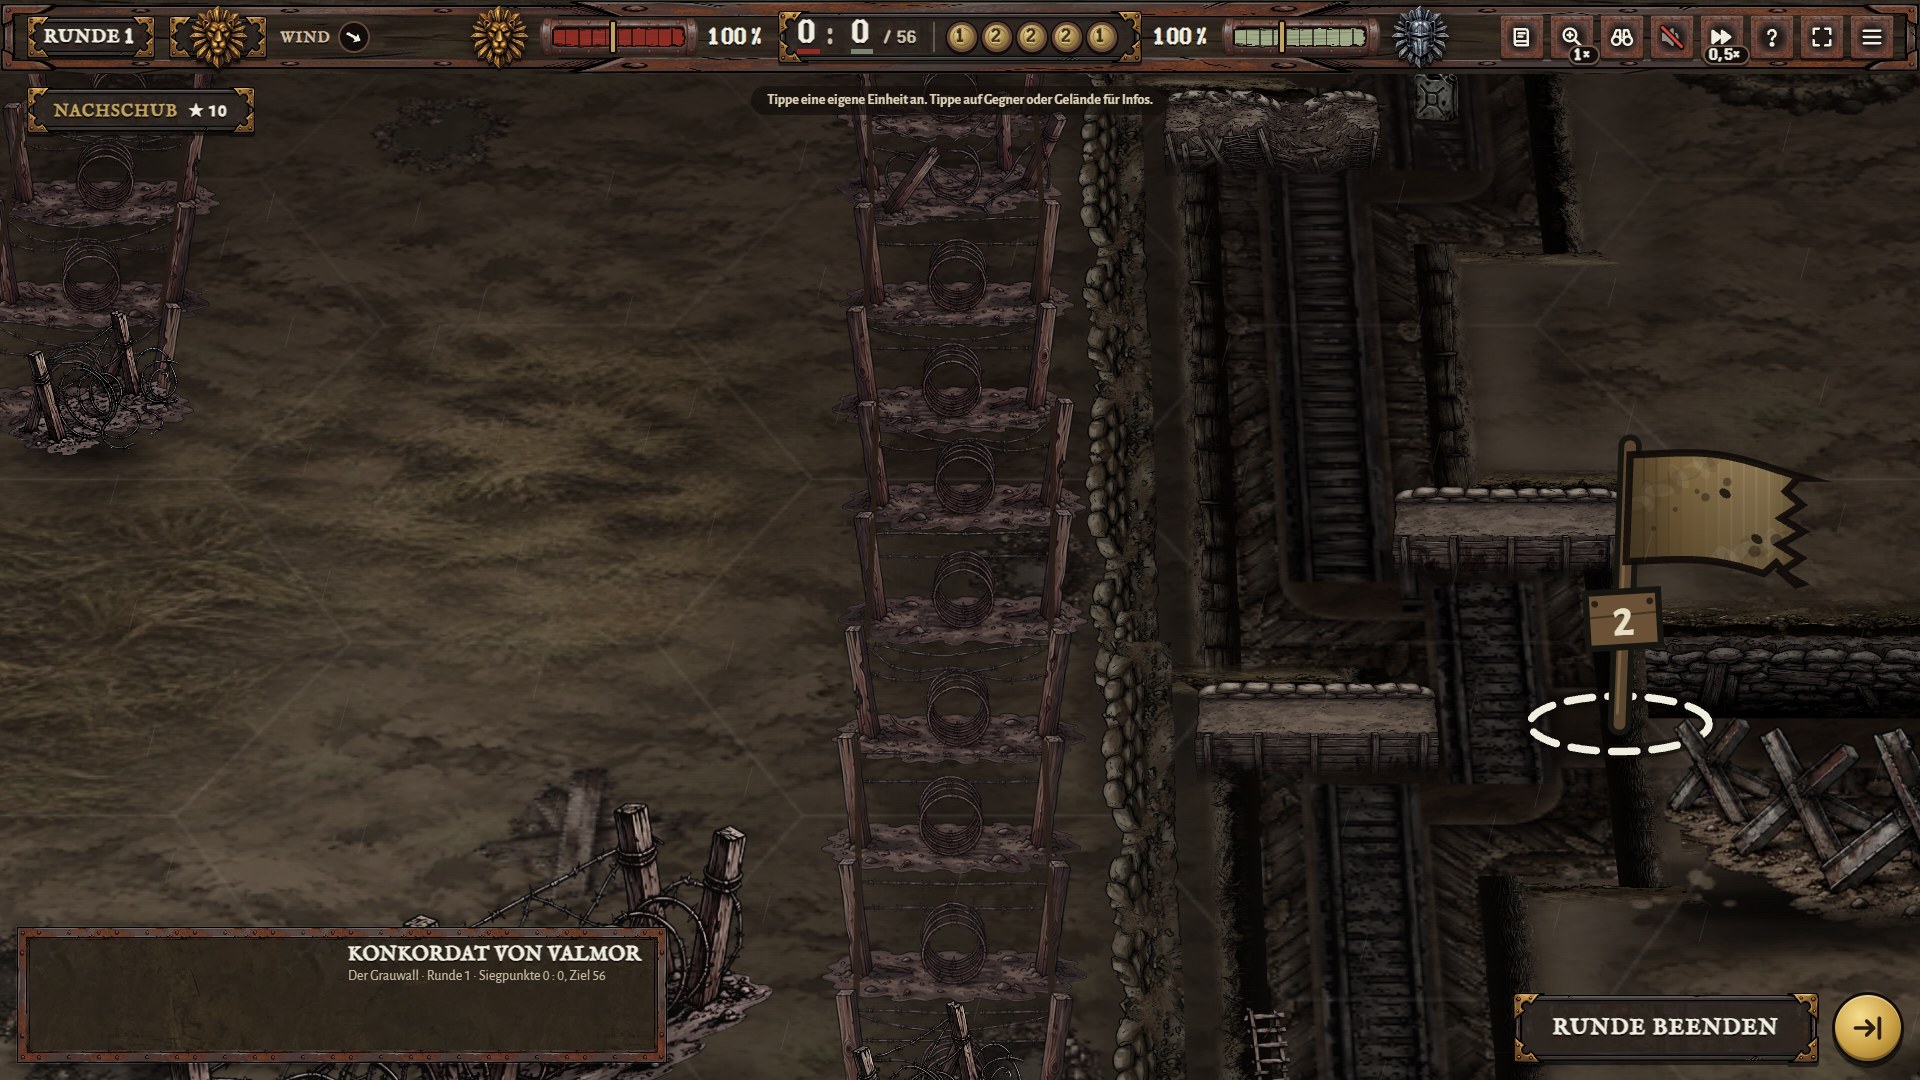 RUNDE 1
WIND
100 %
0 : 0 / 56
1 2 2 2 1
100 %
1×
0,5×
?
NACHSCHUB ★ 10
Tippe eine eigene Einheit an. Tippe auf Gegner oder Gelände für Infos.
2
KONKORDAT VON VALMOR
Der Grauwall · Runde 1 · Siegpunkte 0 : 0, Ziel 56
RUNDE BEENDEN